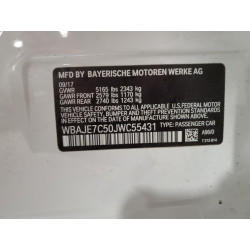 MFD BY BAYERISCHE MOTOREN WERKE AG
09/17
GVWR 5165 LBS 2343 kg
GAWR FRONT 2579 LBS 1170 kg
GAWR REAR 2740 LBS 1243 kg
THIS VEHICLE CONFORMS TO ALL APPLICABLE
U.S. FEDERAL MOTOR VEHICLE SAFETY,
BUMPER, AND THEFT PREVENTION STANDARDS
IN EFFECT ON THE DATE OF MANUFACTURE
SHOWN ABOVE.
WBAJE7C50JWC55431
TYPE: PASSENGER CAR